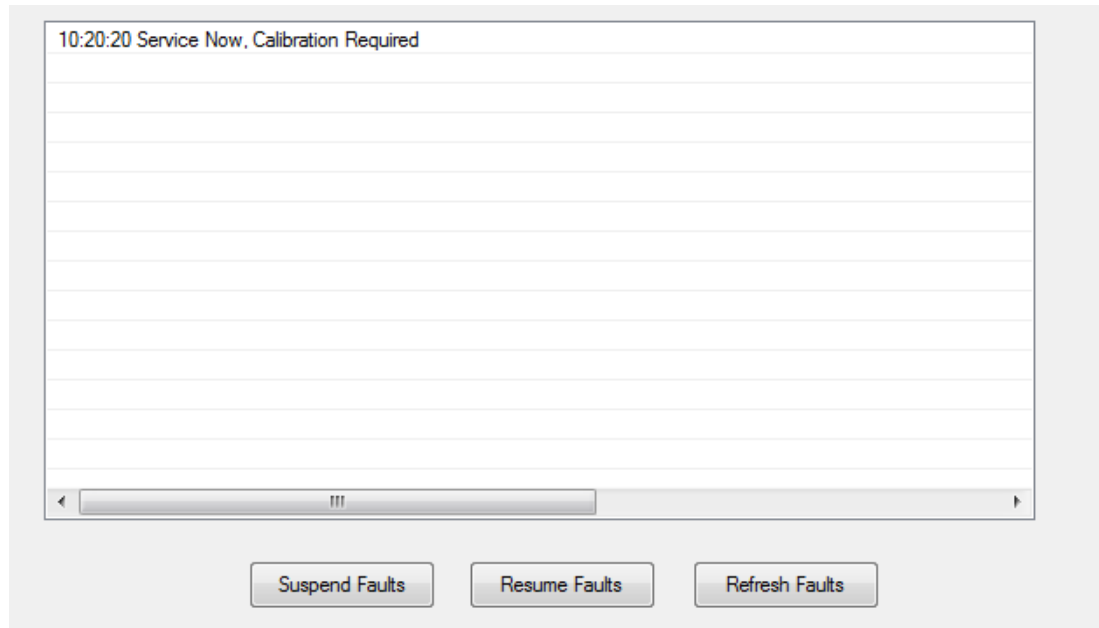 10:20:20 Service Now, Calibration Required
Suspend Faults
Resume Faults
Refresh Faults